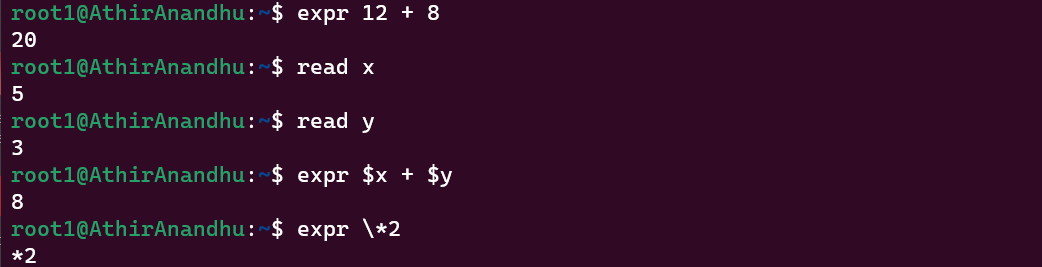 root1@AthirAnandhu:~$ expr 12 + 8
20
root1@AthirAnandhu:~$ read x
5
root1@AthirAnandhu:~$ read y
3
root1@AthirAnandhu:~$ expr $x + $y
8
root1@AthirAnandhu:~$ expr \*2
*2